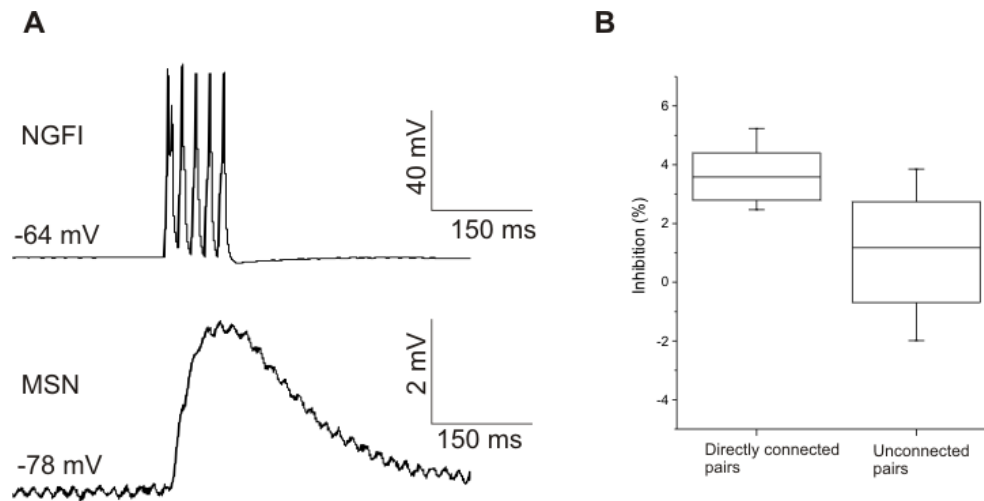 A
NGFI
-64 mV
40 mV
150 ms
MSN
-78 mV
2 mV
150 ms
B
Inhibition (%)
6
4
2
0
-2
-4
Directly connected
pairs
Unconnected
pairs